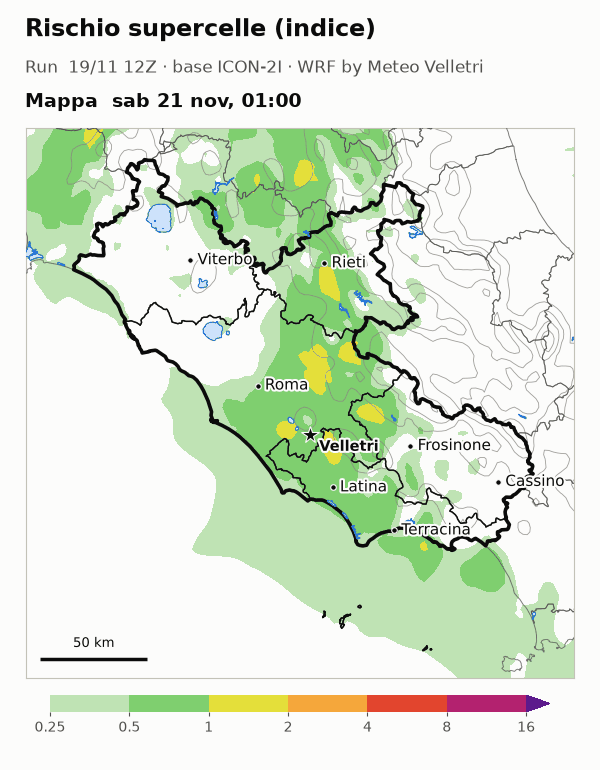 Rischio supercelle (indice)
Run  19/11 12Z · base ICON-2I · WRF by Meteo Velletri
Mappa  sab 21 nov, 01:00
Viterbo
Rieti
Roma
Velletri
Frosinone
Latina
Cassino
Terracina
50 km
0.25 0.5 1 2 4 8 16